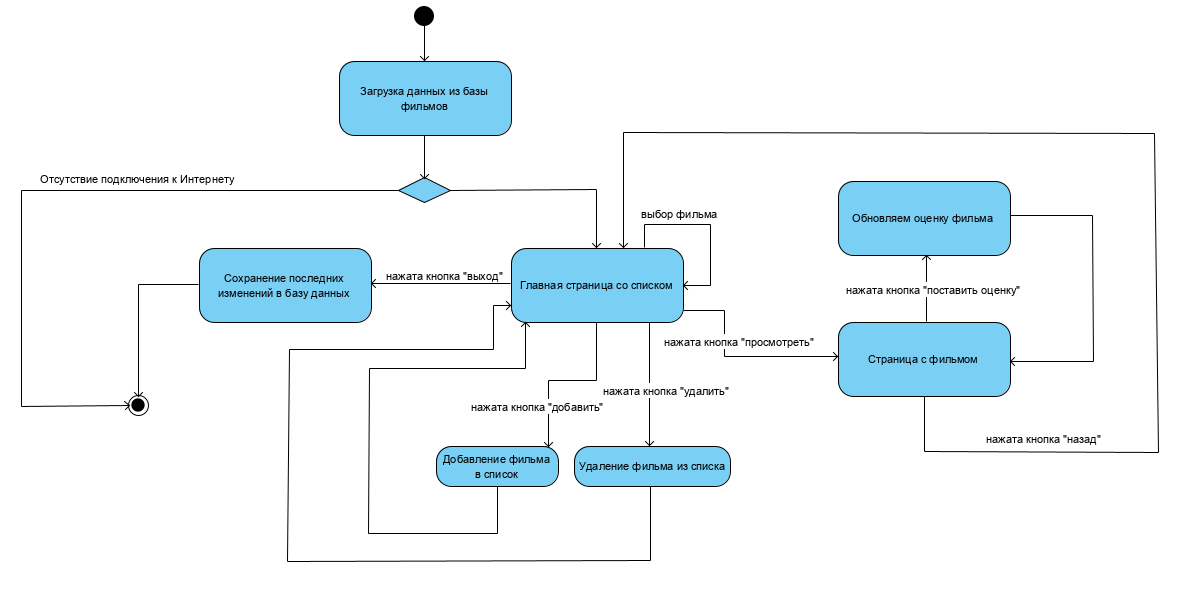 Загрузка данных из базы
фильмов
Отсутствие подключения к Интернету
выбор фильма
Обновляем оценку фильма
Сохранение последних
изменений в базу данных
нажата кнопка "выход"
Главная страница со списком
нажата кнопка "поставить оценку"
нажата кнопка "просмотреть"
Страница с фильмом
нажата кнопка "удалить"
нажата кнопка "добавить"
нажата кнопка "назад"
Добавление фильма
в список
Удаление фильма из списка